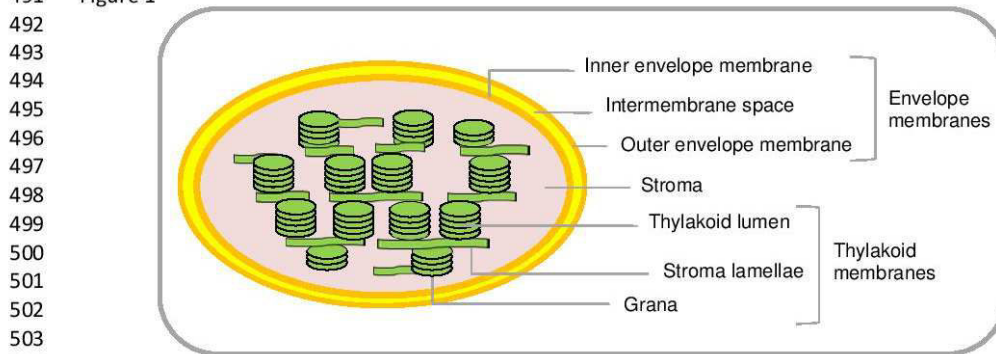 491 Figure 1
492
493
494
495
496
497
498
499
500
501
502
503
Inner envelope membrane
Intermembrane space
Outer envelope membrane
Envelope
membranes
Stroma
Thylakoid lumen
Stroma lamellae
Grana
Thylakoid
membranes